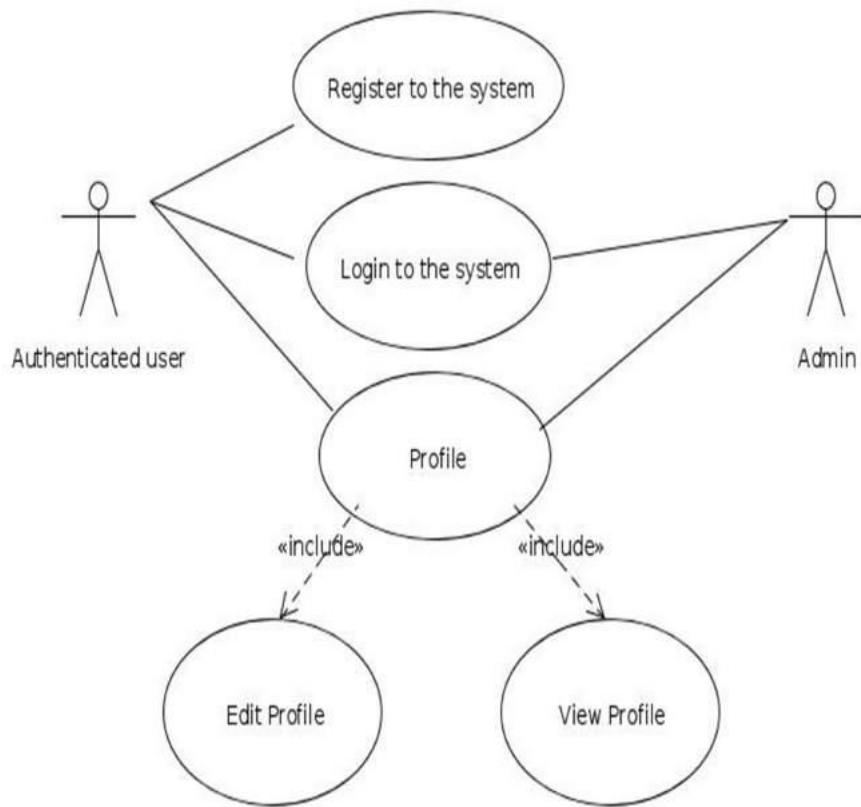 Register to the system
Login to the system
Authenticated user
Admin
Profile
«include»
«include»
Edit Profile
View Profile